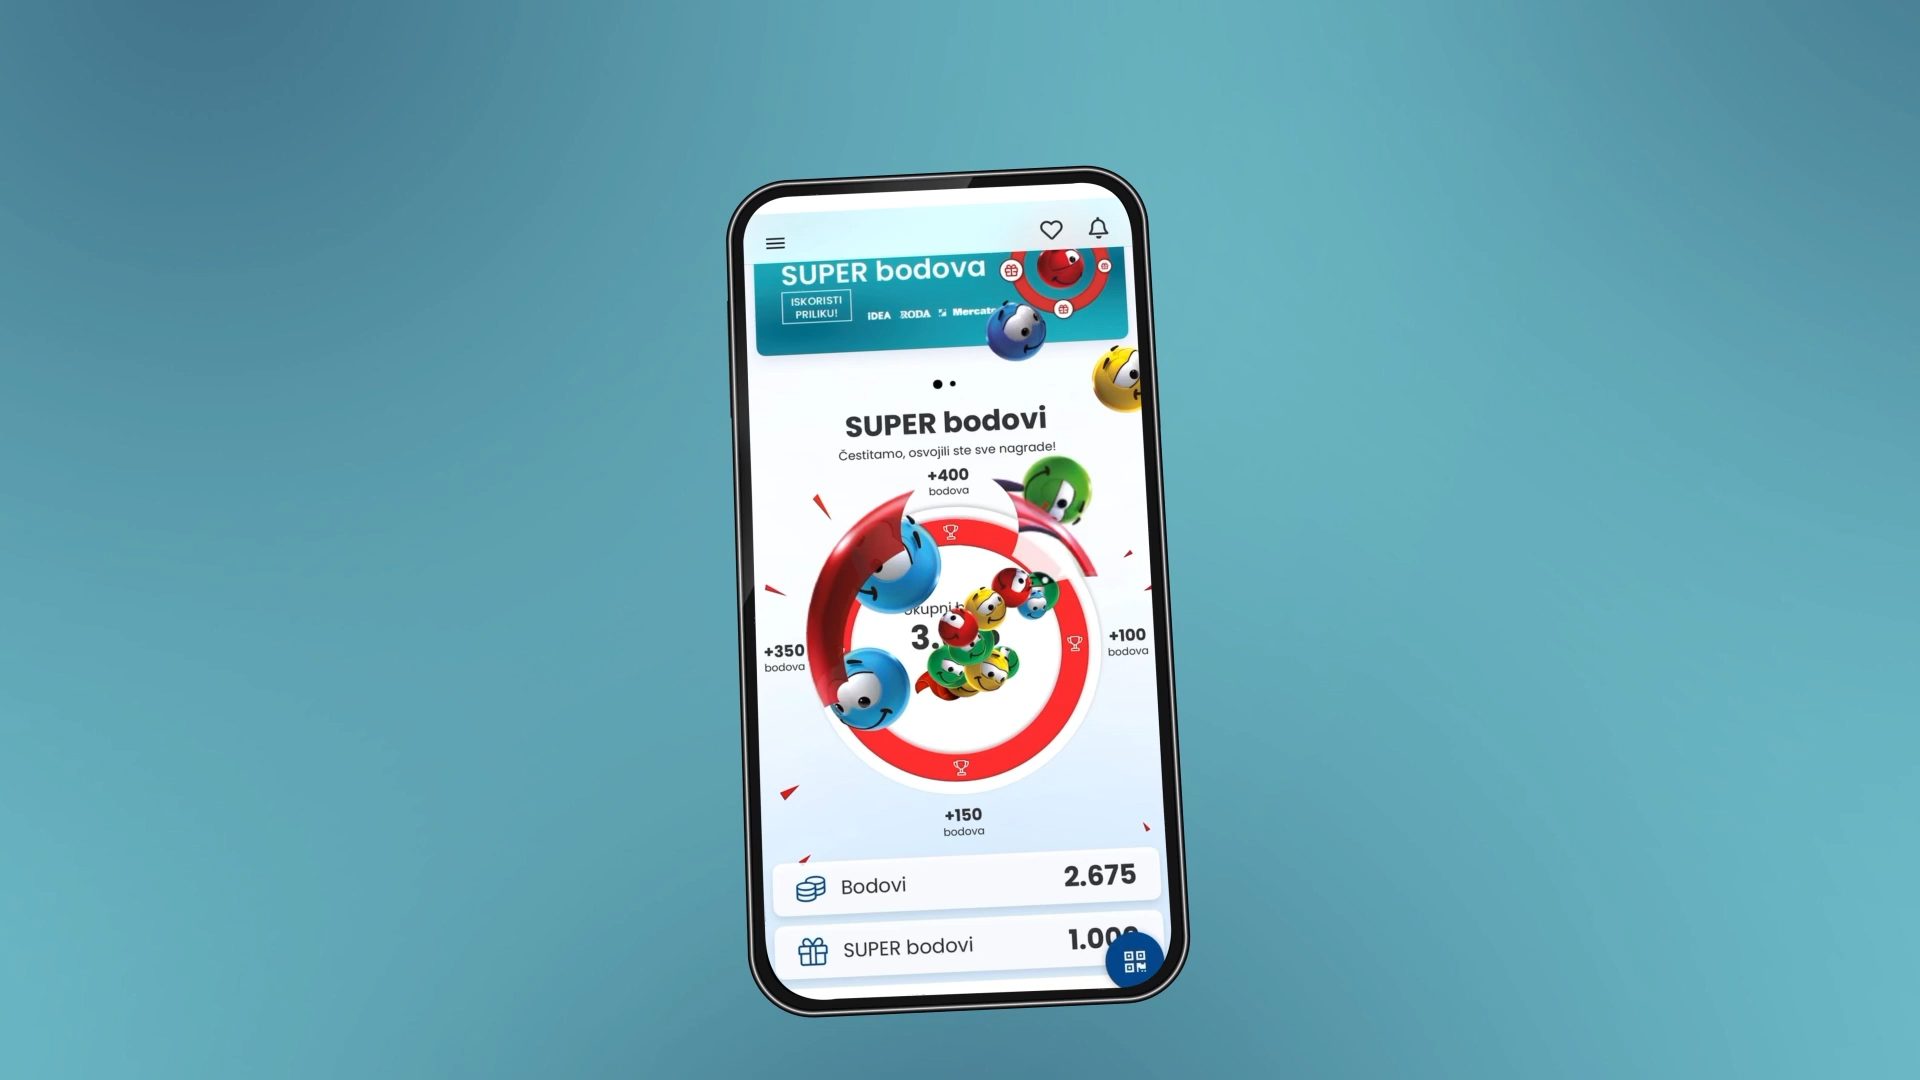 SUPER bodova
ISKORISTI
PRILIKU!
IDEA RODA
SUPER bodovi
Čestitamo, osvojili ste sve nagrade!
+400
bodova
+350
bodova
+100
bodova
+150
bodova
Bodovi 2.675
SUPER bodovi